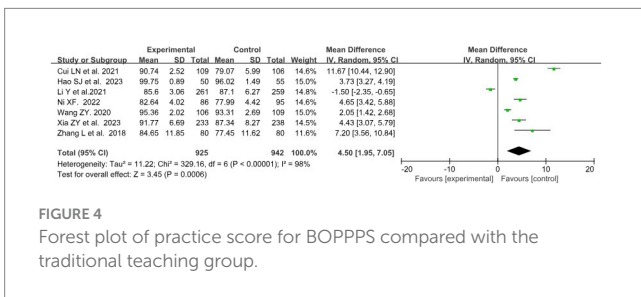 Experimental Control Mean Difference Mean Difference
Study or Subgroup Mean SD Total Mean SD Total Weight IV, Random, 95% CI IV, Random, 95% CI
Cui LN et al. 2021 90.74 2.52 109 79.07 5.99 106 14.6% 11.67 [10.44, 12.90]
Hao SJ et al. 2023 99.75 0.89 50 96.02 1.49 55 15.0% 3.73 [3.27, 4.19]
Li Y et al.2021 85.6 3.06 261 87.1 6.27 259 14.9% -1.50 [-2.35, -0.65]
Ni XF. 2022 82.64 4.02 86 77.99 4.42 95 14.6% 4.65 [3.42, 5.88]
Wang ZY. 2020 95.36 2.02 106 93.31 2.69 109 14.9% 2.05 [1.42, 2.68]
Xia ZY et al. 2023 91.77 6.69 233 87.34 8.27 238 14.5% 4.43 [3.07, 5.79]
Zhang L et al. 2018 84.65 11.85 80 77.45 11.62 80 11.4% 7.20 [3.56, 10.84]
Total (95% CI) 925 942 100.0% 4.50 [1.95, 7.05]
Heterogeneity: Tau² = 11.22; Chi² = 329.16, df = 6 (P < 0.00001); I² = 98%
Test for overall effect: Z = 3.45 (P = 0.0006)
-20 -10 0 10 20
Favours [experimental] Favours [control]
FIGURE 4
Forest plot of practice score for BOPPPS compared with the
traditional teaching group.